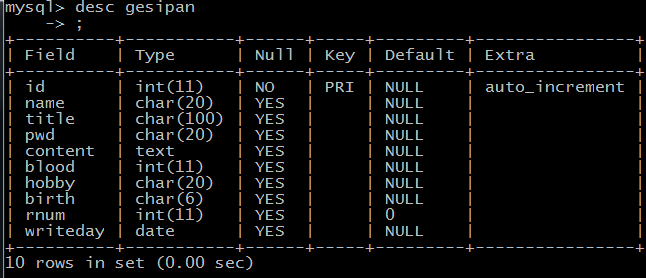 mysql> desc gesipan
    -> ;
+----------+-----------+------+-----+---------+----------------+
| Field    | Type      | Null | Key | Default | Extra          |
+----------+-----------+------+-----+---------+----------------+
| id       | int(11)   | NO   | PRI | NULL    | auto_increment |
| name     | char(20)  | YES  |     | NULL    |                |
| title    | char(100) | YES  |     | NULL    |                |
| pwd      | char(20)  | YES  |     | NULL    |                |
| content  | text      | YES  |     | NULL    |                |
| blood    | int(11)   | YES  |     | NULL    |                |
| hobby    | char(20)  | YES  |     | NULL    |                |
| birth    | char(6)   | YES  |     | NULL    |                |
| rnum     | int(11)   | YES  |     | 0       |                |
| writeday | date      | YES  |     | NULL    |                |
+----------+-----------+------+-----+---------+----------------+
10 rows in set (0.00 sec)